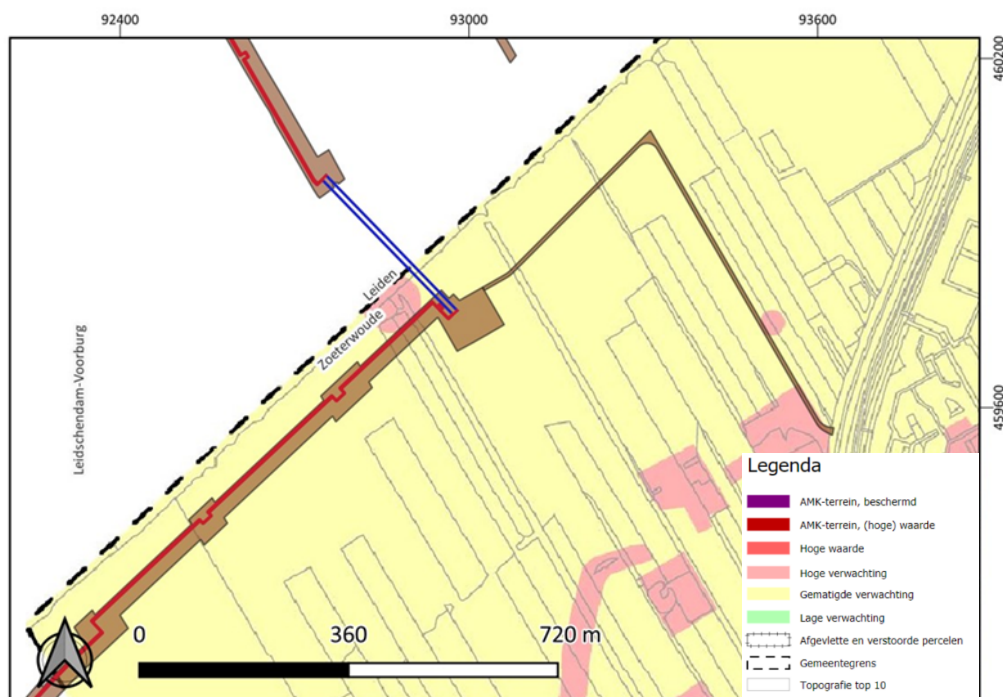 92400 93000 93600
460200
Leiden
Zoeterwoude
Leidschendam-Voorburg
459600
Legenda
AMK-terrein, beschermd
AMK-terrein, (hoge) waarde
Hoge waarde
Hoge verwachting
Gematigde verwachting
Lage verwachting
Afgevlette en verstoorde percelen
Gemeentegrens
Topografie top 10
0 360 720 m